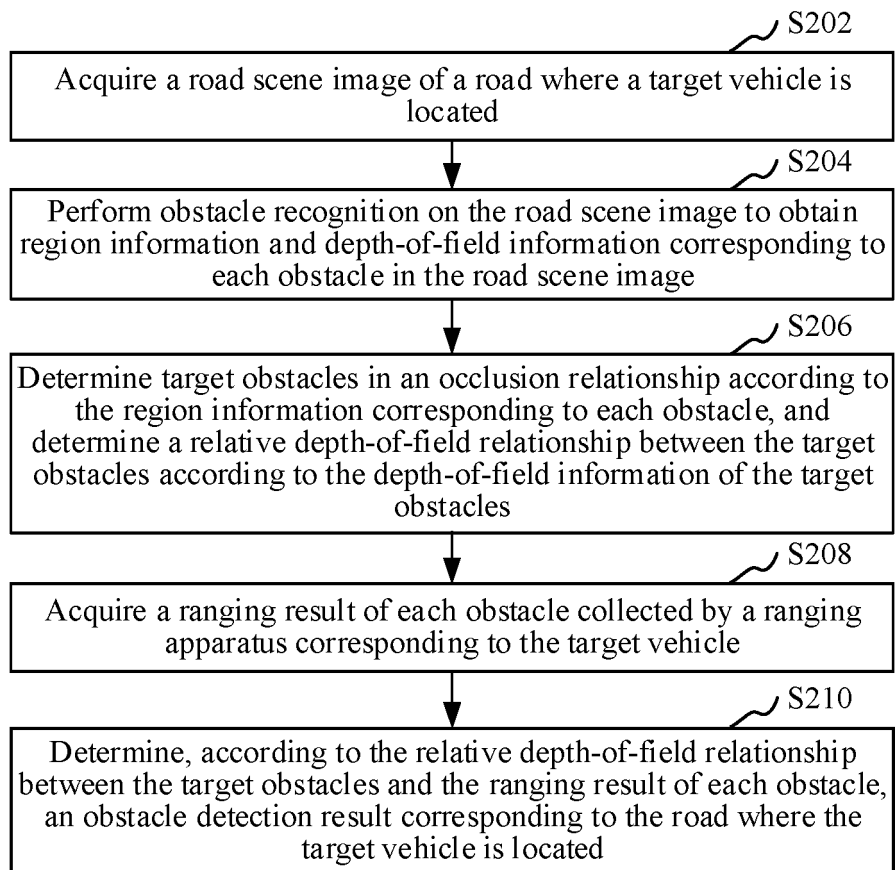 S202
Acquire a road scene image of a road where a target vehicle is
located
S204
Perform obstacle recognition on the road scene image to obtain
region information and depth-of-field information corresponding to
each obstacle in the road scene image
S206
Determine target obstacles in an occlusion relationship according to
the region information corresponding to each obstacle, and
determine a relative depth-of-field relationship between the target
obstacles according to the depth-of-field information of the target
obstacles
S208
Acquire a ranging result of each obstacle collected by a ranging
apparatus corresponding to the target vehicle
S210
Determine, according to the relative depth-of-field relationship
between the target obstacles and the ranging result of each obstacle,
an obstacle detection result corresponding to the road where the
target vehicle is located